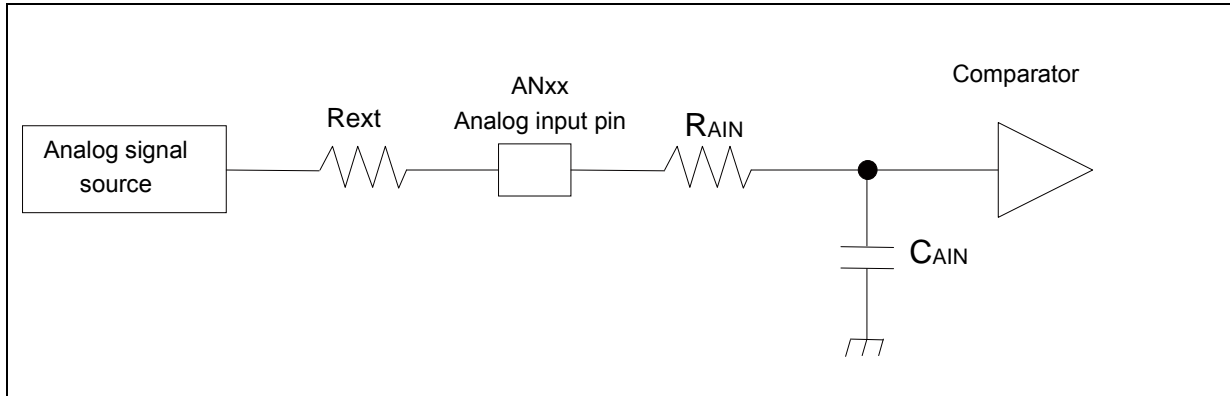 Comparator
ANxx
Analog input pin
Rext
RAIN
Analog signal
source
CAIN